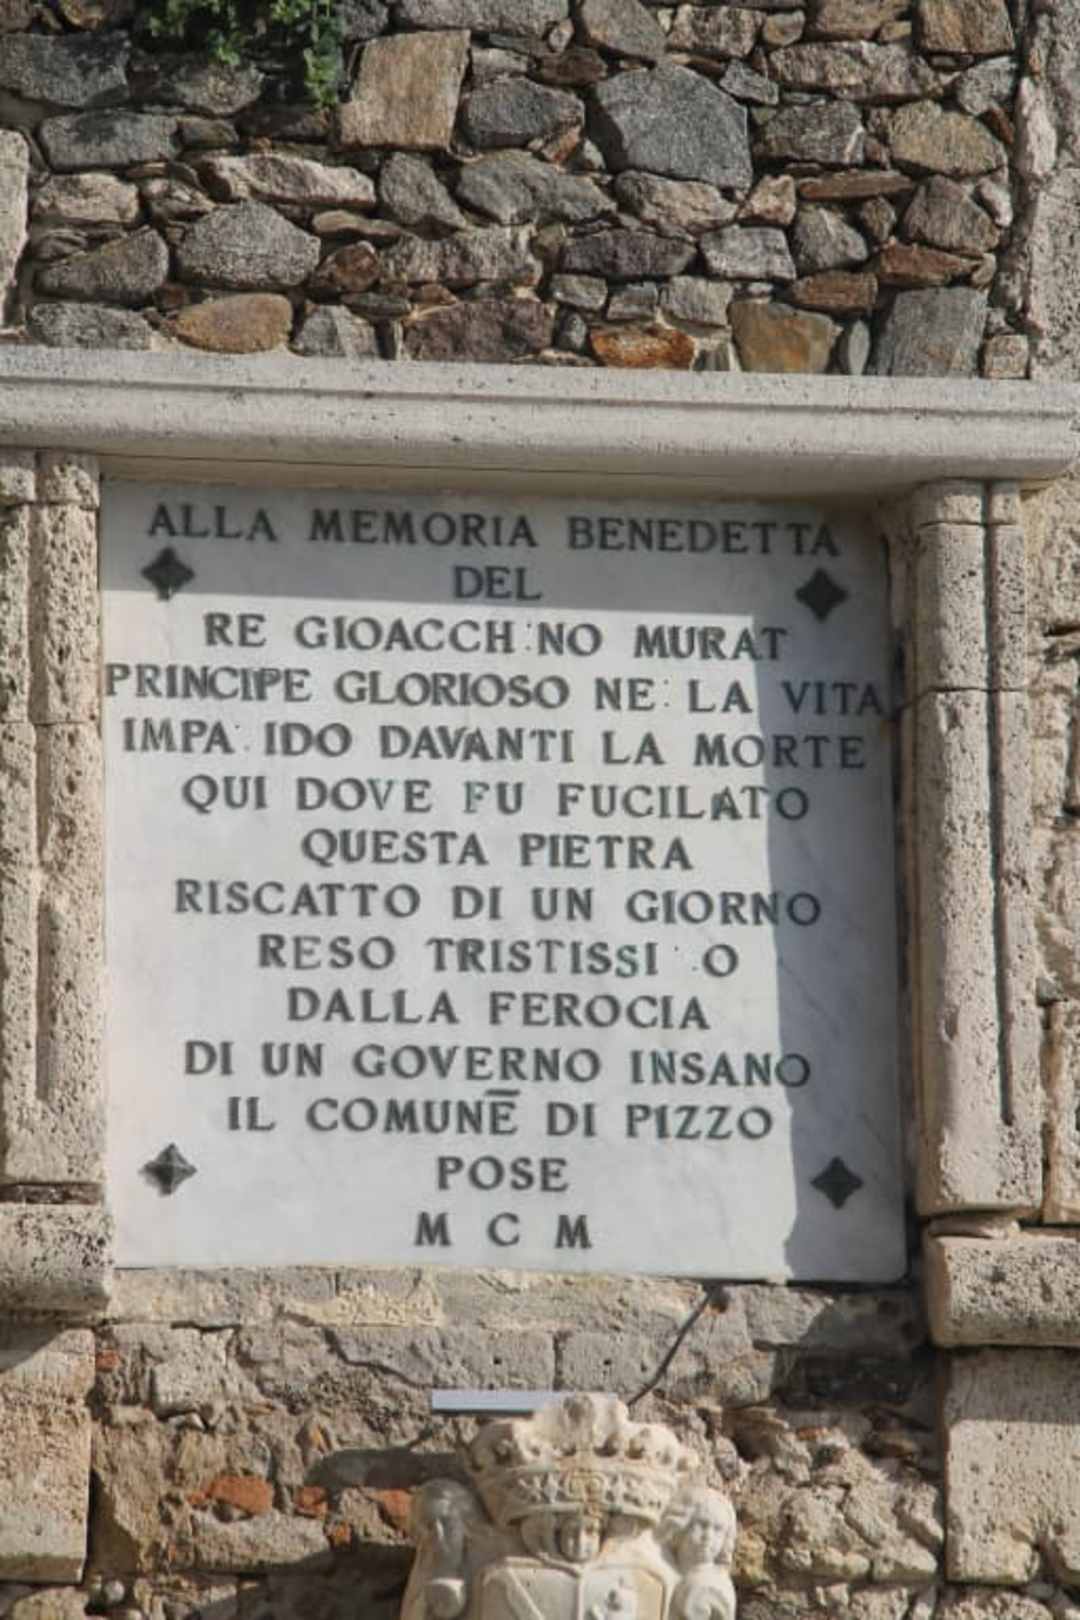 ALLA MEMORIA BENEDETTA
DEL
RE GIOACCH NO MURAT
PRINCIPE GLORIOSO NE LA VITA
IMPA IDO DAVANTI LA MORTE
QUI DOVE FU FUCILATO
QUESTA PIETRA
RISCATTO DI UN GIORNO
RESO TRISTISSI O
DALLA FEROCIA
DI UN GOVERNO INSANO
IL COMUNE DI PIZZO
POSE
M C M